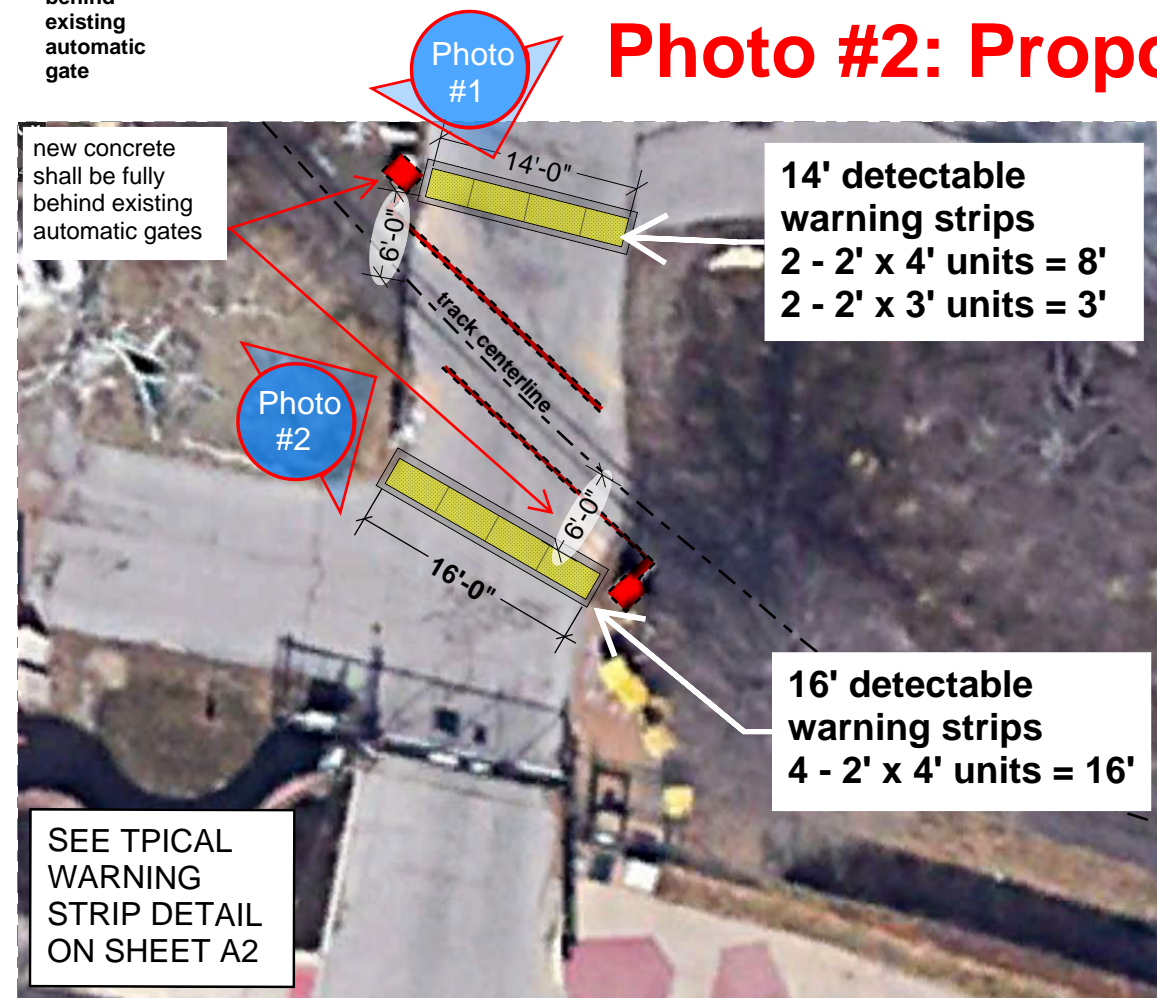 behind
existing
automatic
gate
Photo #2: Propo
Photo
#1
new concrete
shall be fully
behind existing
automatic gates
14'-0"
14' detectable
warning strips
2 - 2' x 4' units = 8'
2 - 2' x 3' units = 3'
6'-0"
track centerline
Photo
#2
6'-0"
16'-0"
16' detectable
warning strips
4 - 2' x 4' units = 16'
SEE TPICAL
WARNING
STRIP DETAIL
ON SHEET A2